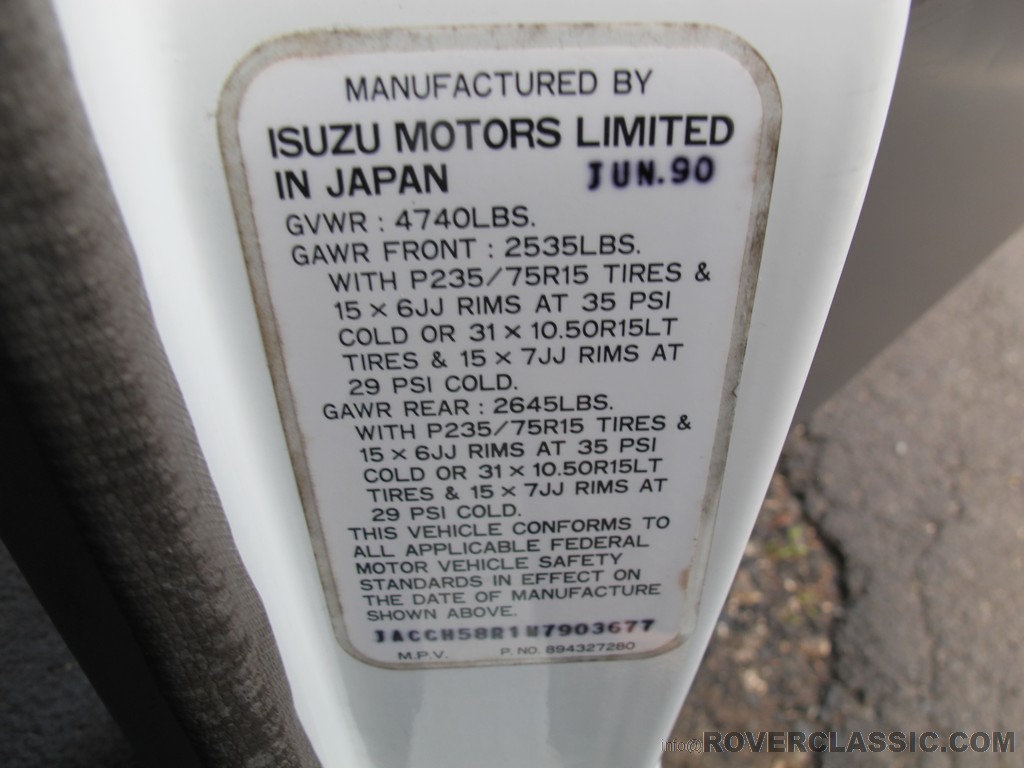 MANUFACTURED BY
ISUZU MOTORS LIMITED
IN JAPAN JUN.90
GVWR : 4740LBS.
GAWR FRONT : 2535LBS.
WITH P235/75R15 TIRES &
15 × 6JJ RIMS AT 35 PSI
COLD OR 31 × 10.50R15LT
TIRES & 15 × 7JJ RIMS AT
29 PSI COLD.
GAWR REAR : 2645LBS.
WITH P235/75R15 TIRES &
15 × 6JJ RIMS AT 35 PSI
COLD OR 31 × 10.50R15LT
TIRES & 15 × 7JJ RIMS AT
29 PSI COLD.
THIS VEHICLE CONFORMS TO
ALL APPLICABLE FEDERAL
MOTOR VEHICLE SAFETY
STANDARDS IN EFFECT ON
THE DATE OF MANUFACTURE
SHOWN ABOVE.
JACCH58R1M7903677
M.P.V. P. NO. 894327280
info@ROVERCLASSIC.COM